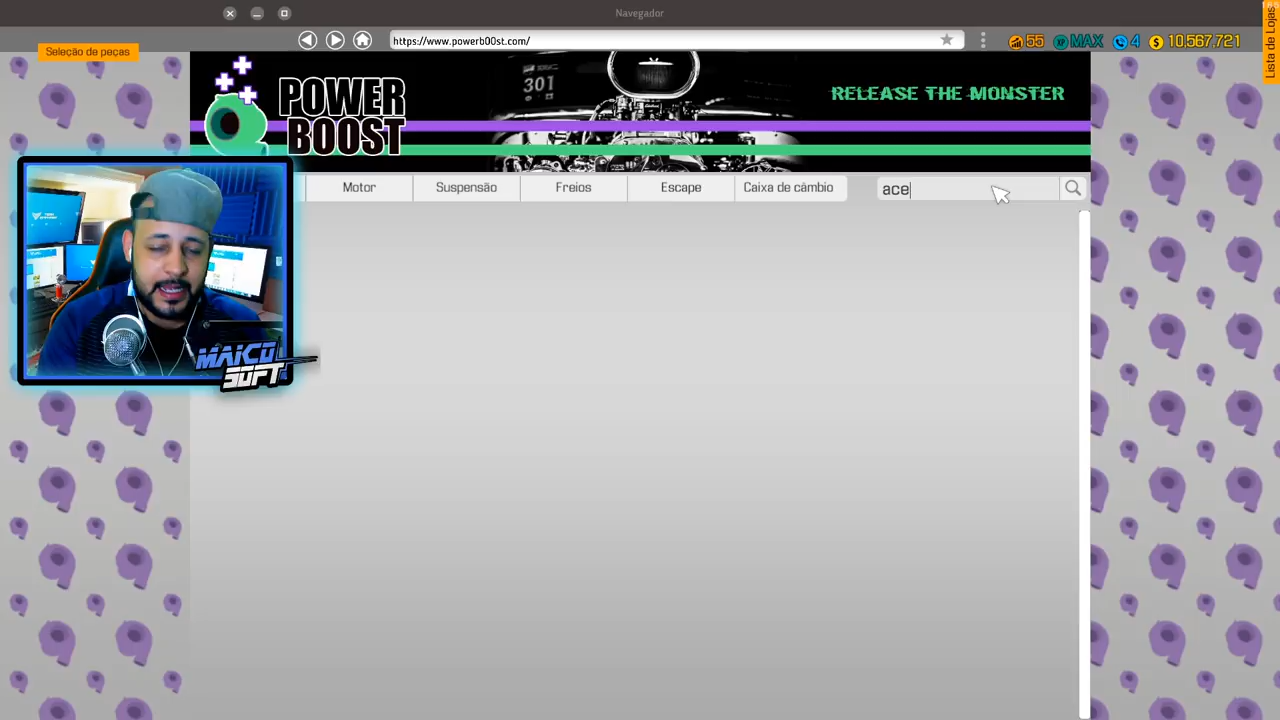 Navegador
https://www.powerb00st.com/
55
MAX
4
10,567,721
Lista de Lojas
Seleção de peças
POWER
BOOST
301
RELEASE THE MONSTER
Motor
Suspensão
Freios
Escape
Caixa de câmbio
ace
MAICO
SOFT